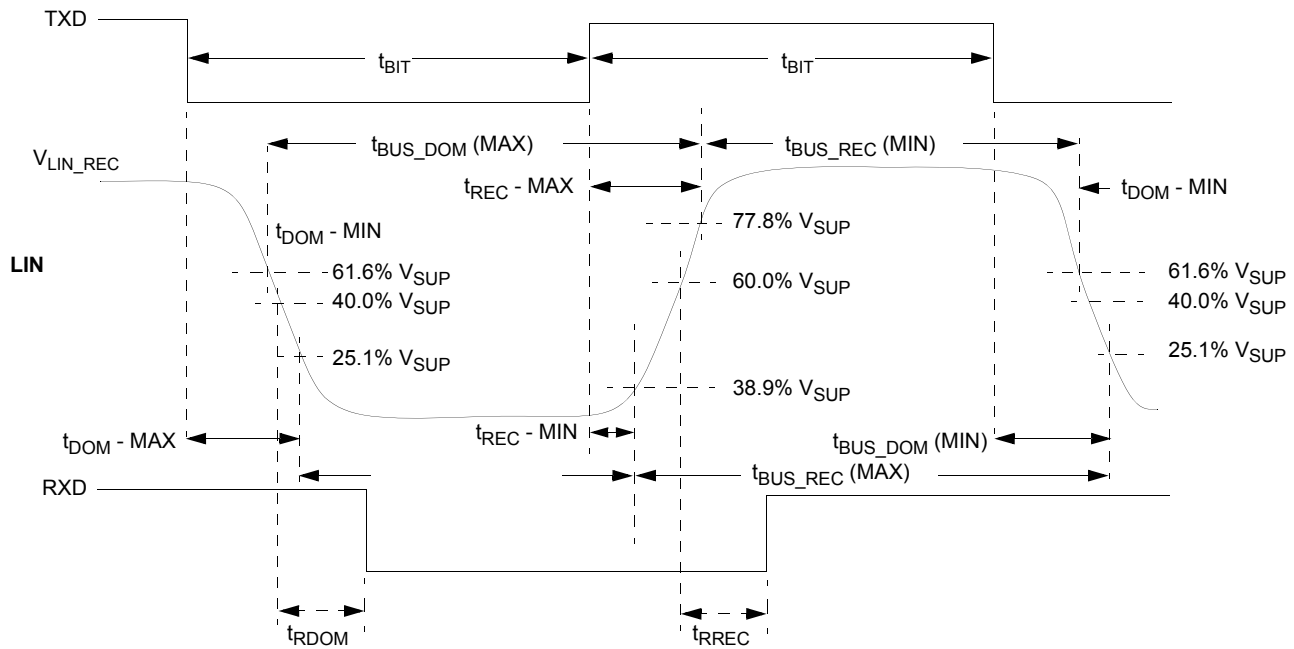 TXD
tBIT
tBIT
tBUS_DOM (MAX)
tBUS_REC (MIN)
VLIN_REC
tREC - MAX
tDOM - MIN
77.8% VSUP
tDOM - MIN
LIN
61.6% VSUP
60.0% VSUP
61.6% VSUP
40.0% VSUP
40.0% VSUP
25.1% VSUP
25.1% VSUP
38.9% VSUP
tDOM - MAX
tREC - MIN
tBUS_DOM (MIN)
tBUS_REC (MAX)
RXD
tRDOM
tRREC